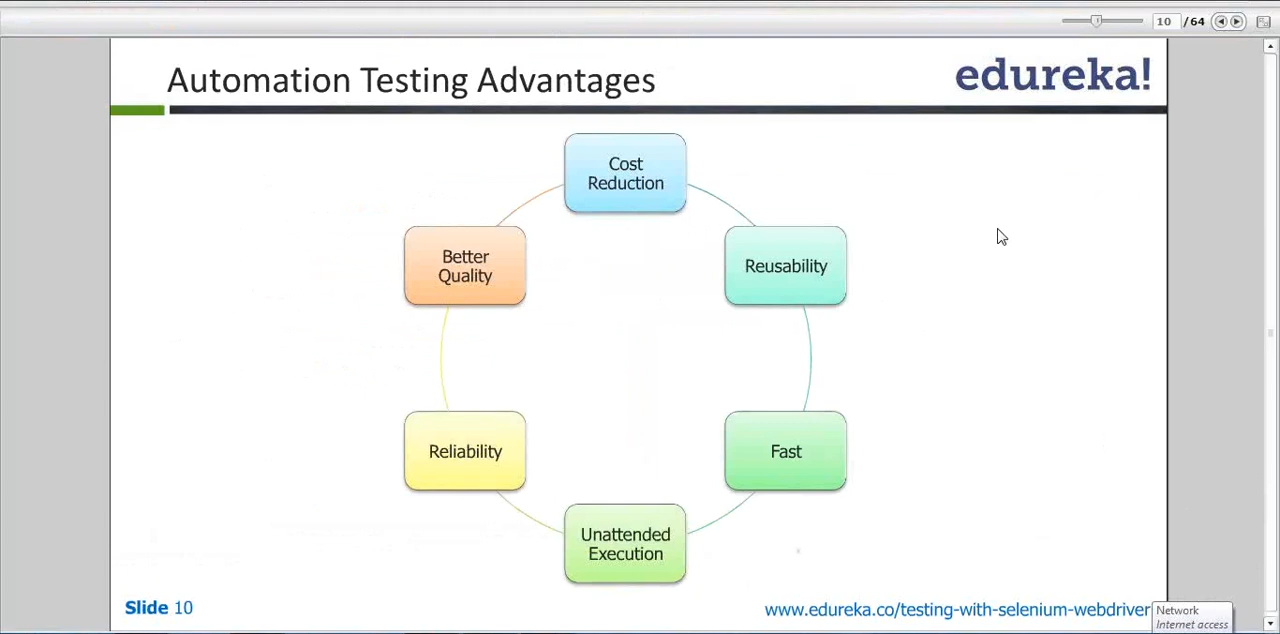 10 /64
Automation Testing Advantages
edureka!
Cost
Reduction
Better
Quality
Reusability
Reliability
Fast
Unattended
Execution
Slide 10
www.edureka.co/testing-with-selenium-webdriver
Network
Internet access